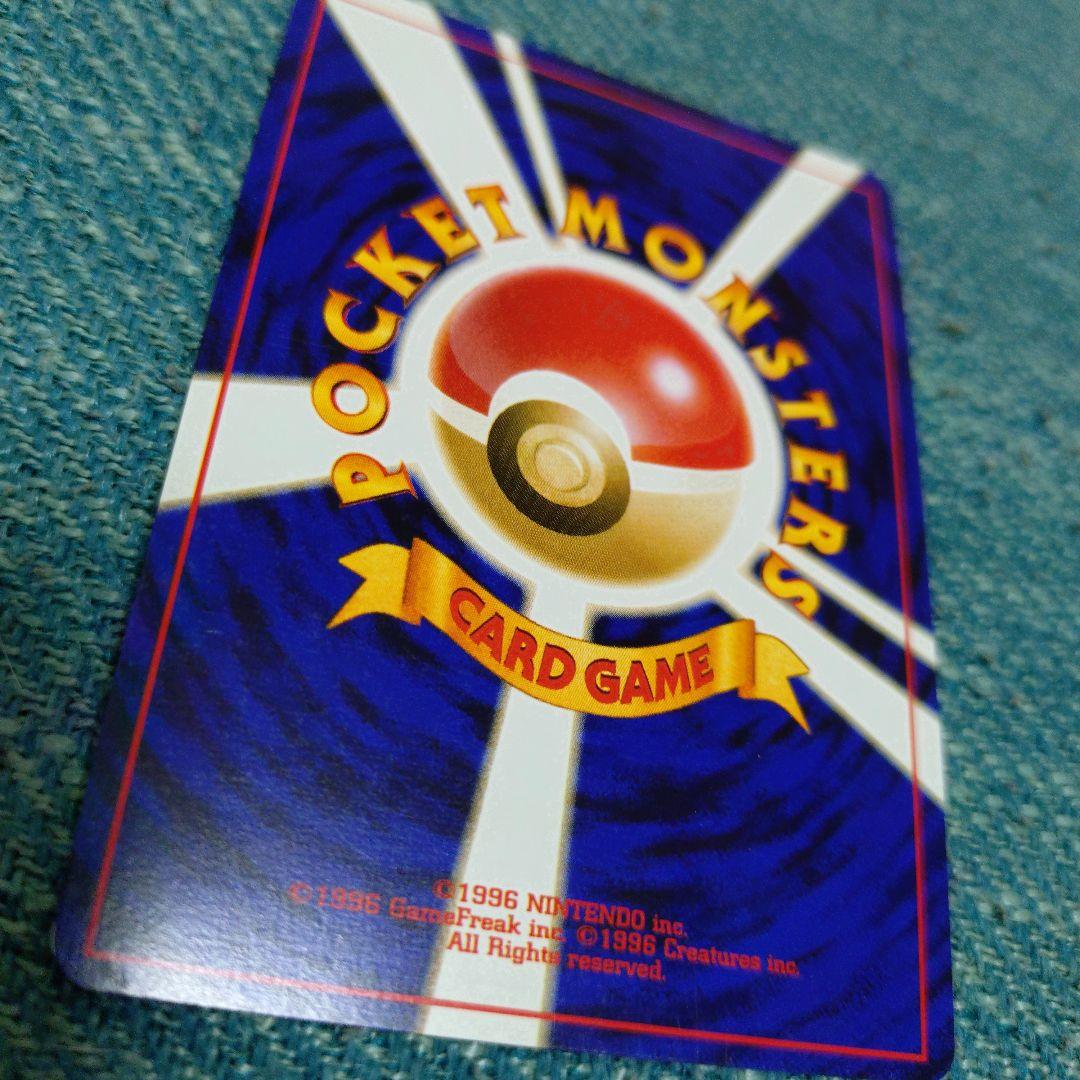 POCKET MONSTERS
CARD GAME
©1996 NINTENDO inc.
©1996 GameFreak inc. ©1996 Creatures inc.
All Rights reserved.